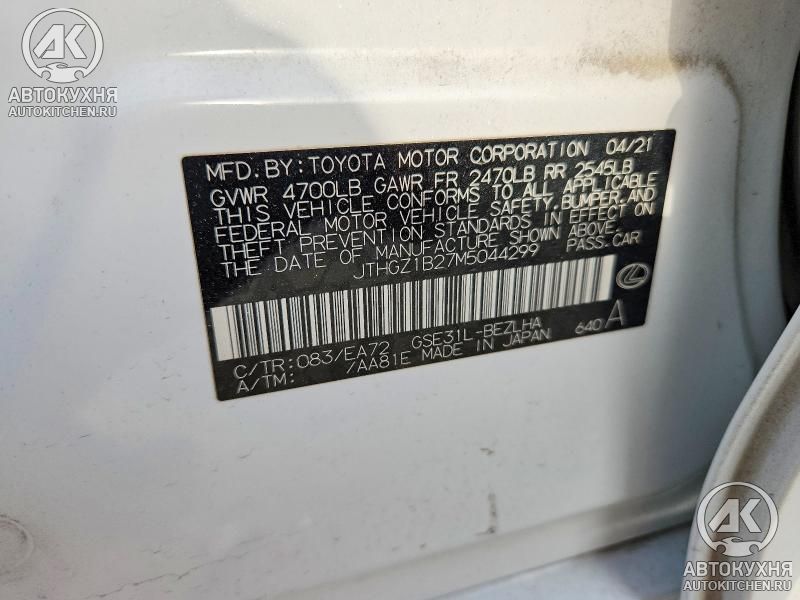 АК
АВТОКУХНЯ
AUTOKITCHEN.RU
MFD. BY: TOYOTA MOTOR CORPORATION 04/21
GVWR 4700LB GAWR FR 2470LB RR 2545LB
THIS VEHICLE CONFORMS TO ALL APPLICABLE
FEDERAL MOTOR VEHICLE SAFETY, BUMPER, AND
THEFT PREVENTION STANDARDS IN EFFECT ON
THE DATE OF MANUFACTURE SHOWN ABOVE.
JTHGZ1B27M5044299 PASS. CAR
C/TR: 083/EA72 GSE31L-BEZLHA 640 A
A/TM: /AA81E MADE IN JAPAN
АК
АВТОКУХНЯ
AUTOKITCHEN.RU